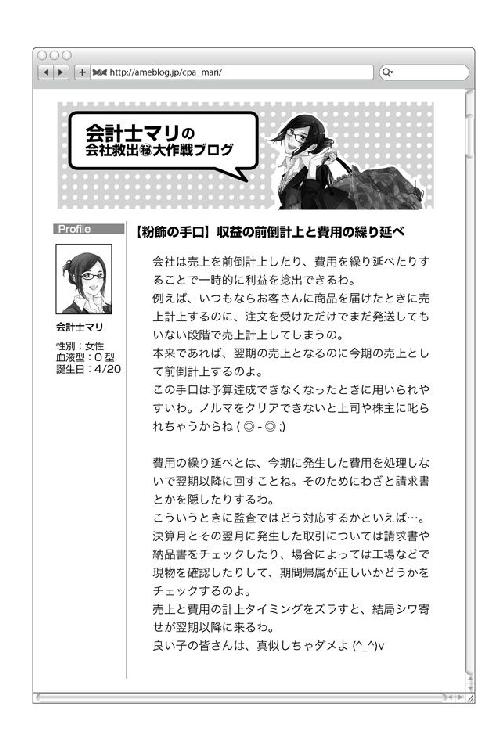 http://ameblog.jp/cpa_mari/
会計士マリの
会社救出㊙大作戦ブログ
Profile
会計士マリ
性別：女性
血液型：O型
誕生日：4/20
【粉飾の手口】収益の前倒計上と費用の繰り延べ
会社は売上を前倒計上したり、費用を繰り延べたりす
ることで一時的に利益を捻出できるわ。
例えば、いつもならお客さんに商品を届けたときに売
上計上するのに、注文を受けただけでまだ発送しても
いない段階で売上計上してしまうの。
本来であれば、翌期の売上となるのに今期の売上とし
て前倒計上するのよ。
この手口は予算達成できなくなったときに用いられや
すいわ。ノルマをクリアできないと上司や株主に叱ら
れちゃうからね(◎-◎;)
費用の繰り延べとは、今期に発生した費用を処理しな
いで翌期以降に回すことね。そのためにわざと請求書
とかを隠したりするわ。
こういうときに監査ではどう対応するかといえば…。
決算月とその翌月に発生した取引については請求書や
納品書をチェックしたり、場合によっては工場などで
現物を確認したりして、期間帰属が正しいかどうかを
チェックするのよ。
売上と費用の計上タイミングをズラすと、結局シワ寄
せが翌期以降に来るわ。
良い子の皆さんは、真似しちゃダメよ(^_^)v